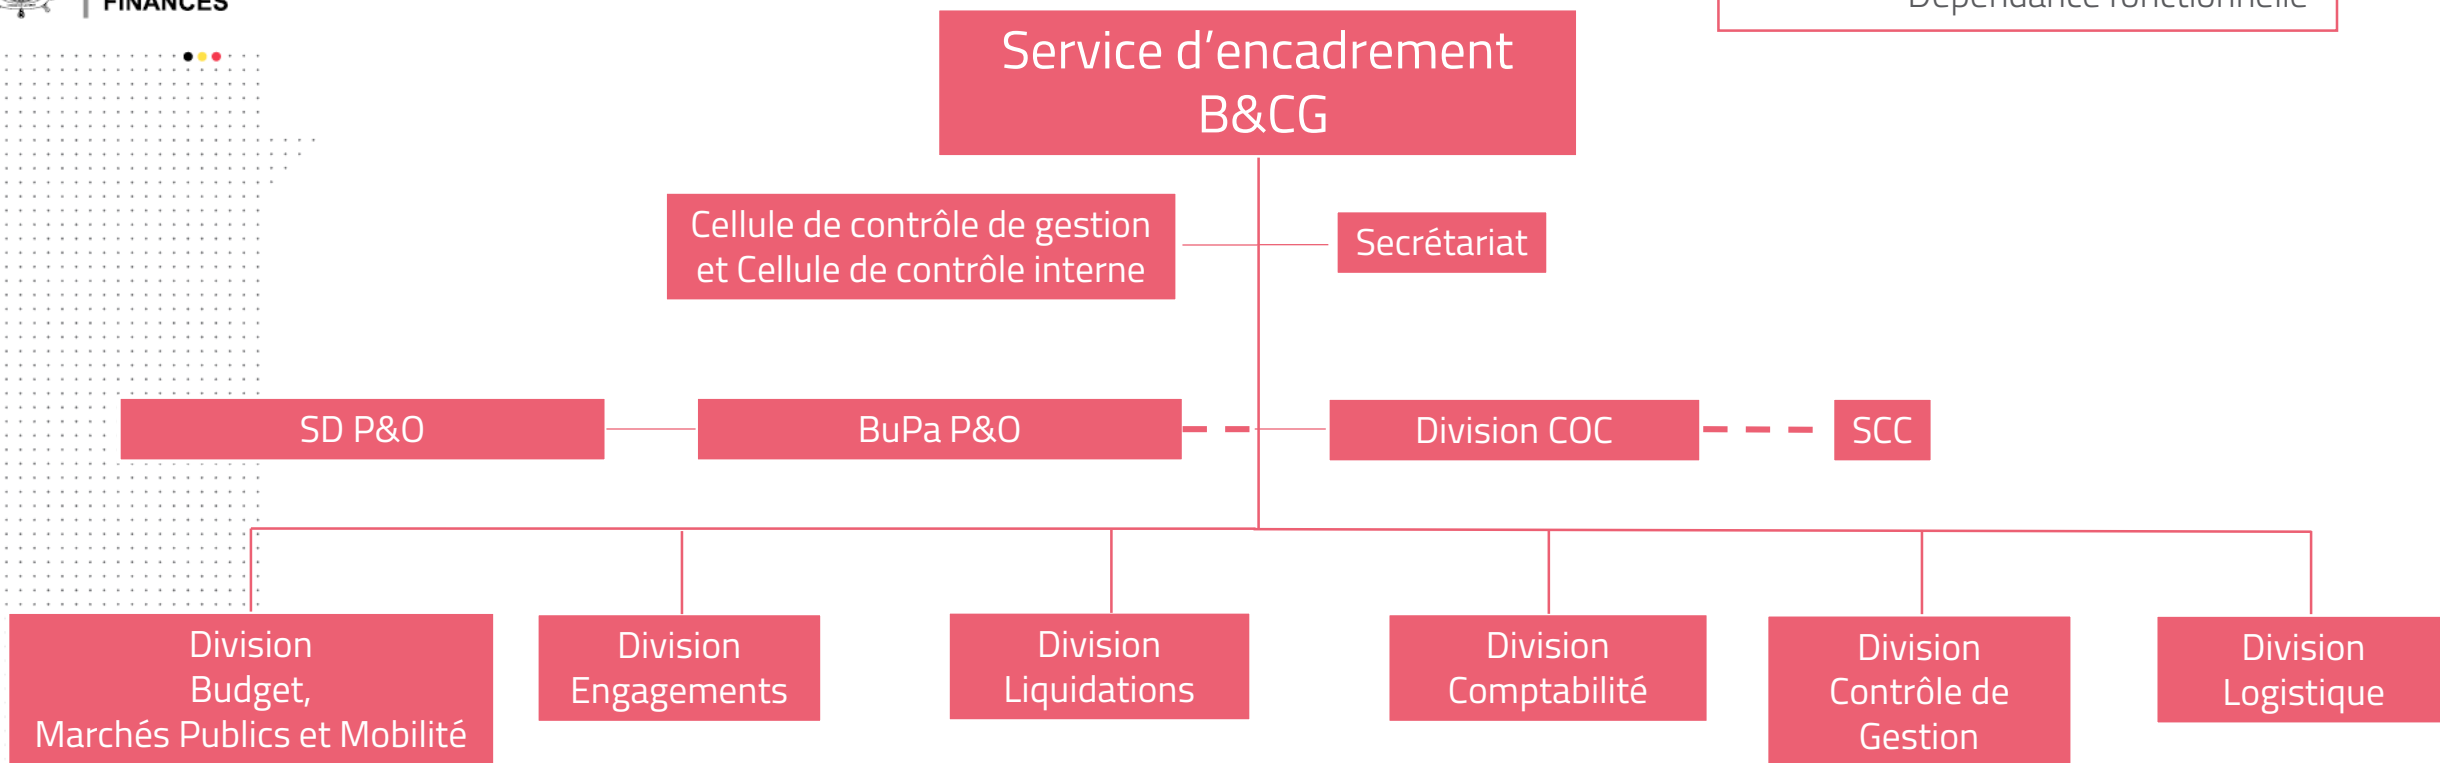 FINANCES
Dépendance fonctionnelle
Service d'encadrement
B&CG
Cellule de contrôle de gestion
et Cellule de contrôle interne
Secrétariat
SD P&O
BuPa P&O
Division COC
SCC
Division
Budget,
Marchés Publics et Mobilité
Division
Engagements
Division
Liquidations
Division
Comptabilité
Division
Contrôle de
Gestion
Division
Logistique